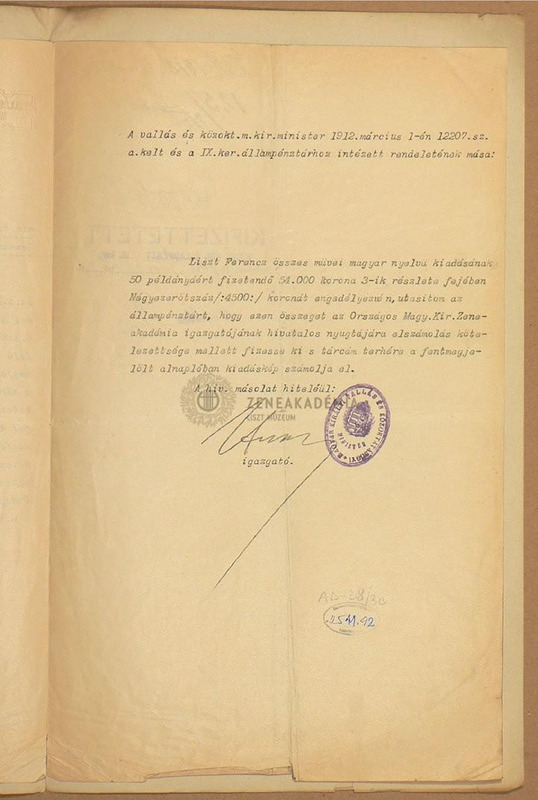 A vallás és közokt.m.kir.minister 1912.március 1-én 12207.sz.
a.kelt és a IX.ker.állampénztárhoz intézett rendeletének mása:
KIFIZETTETETT
Liszt Ferencz összes művei magyar nyelvü kiadásának
50 példányáért fizetendő 54.000 korona 3-ik részlete fejében
Négyezerötszáz/:4500:/ koronát engedélyezvén,utasitom az
állampénztárt, hogy ezen összeget az Országos Magy.Kir.Zene-
akadémia igazgatójának hivatalos nyugtájára elszámolás köte-
lezettsége mellett fizesse ki s tárcám terhére a fentmegje-
lölt alnaplóban kiadáskép számolja el.
A hiv. másolat hiteléül:
ZENEAKADÉMIA
LISZT MÚZEUM
igazgató.